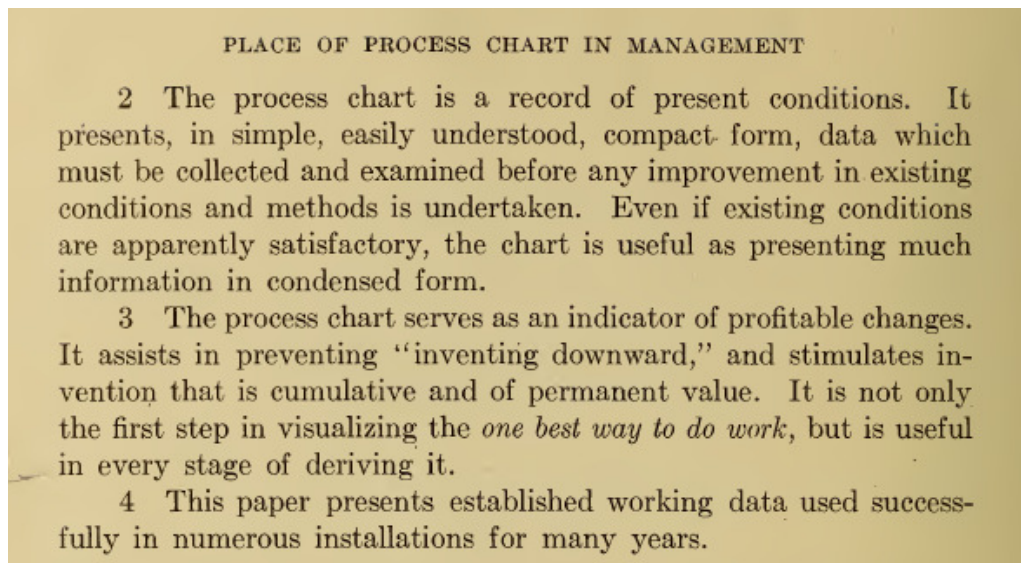 PLACE OF PROCESS CHART IN MANAGEMENT
2 The process chart is a record of present conditions. It
presents, in simple, easily understood, compact form, data which
must be collected and examined before any improvement in existing
conditions and methods is undertaken. Even if existing conditions
are apparently satisfactory, the chart is useful as presenting much
information in condensed form.
3 The process chart serves as an indicator of profitable changes.
It assists in preventing “inventing downward,” and stimulates in-
vention that is cumulative and of permanent value. It is not only
the first step in visualizing the one best way to do work, but is useful
in every stage of deriving it.
4 This paper presents established working data used success-
fully in numerous installations for many years.